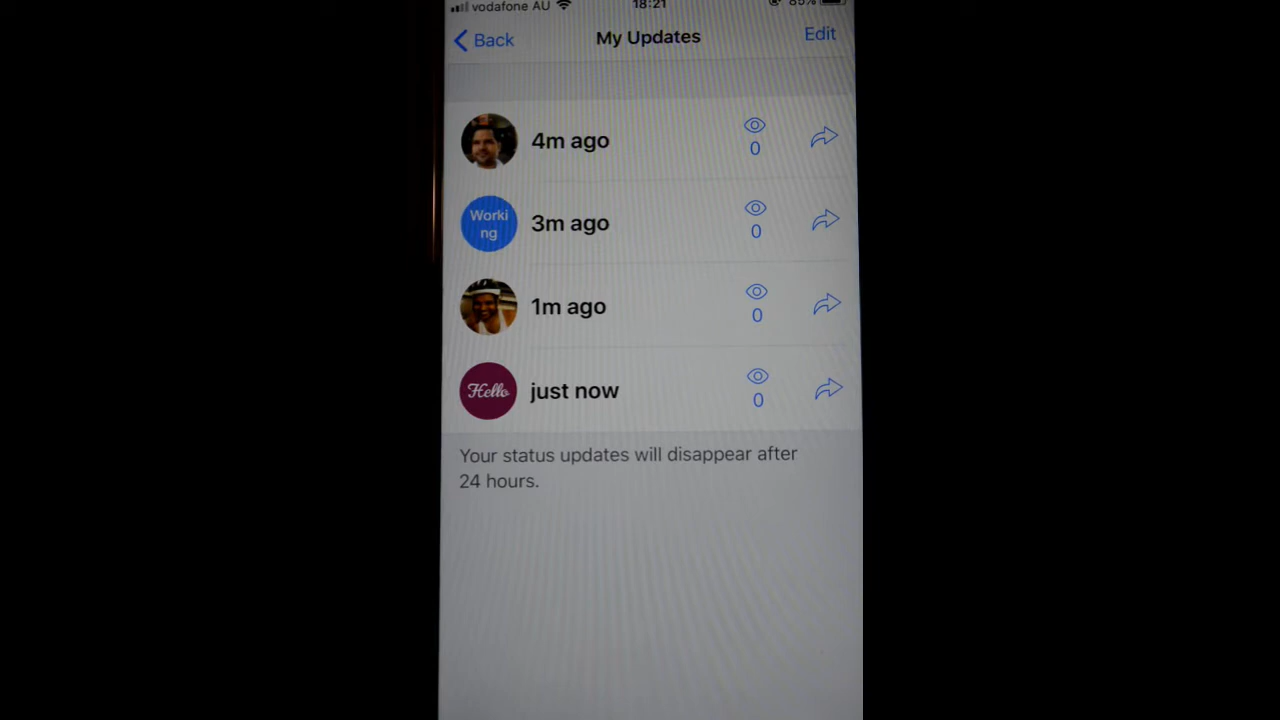 vodafone AU 18:21 85%
Back My Updates Edit
4m ago 0
Worki
ng
3m ago 0
1m ago 0
Hello just now 0
Your status updates will disappear after
24 hours.